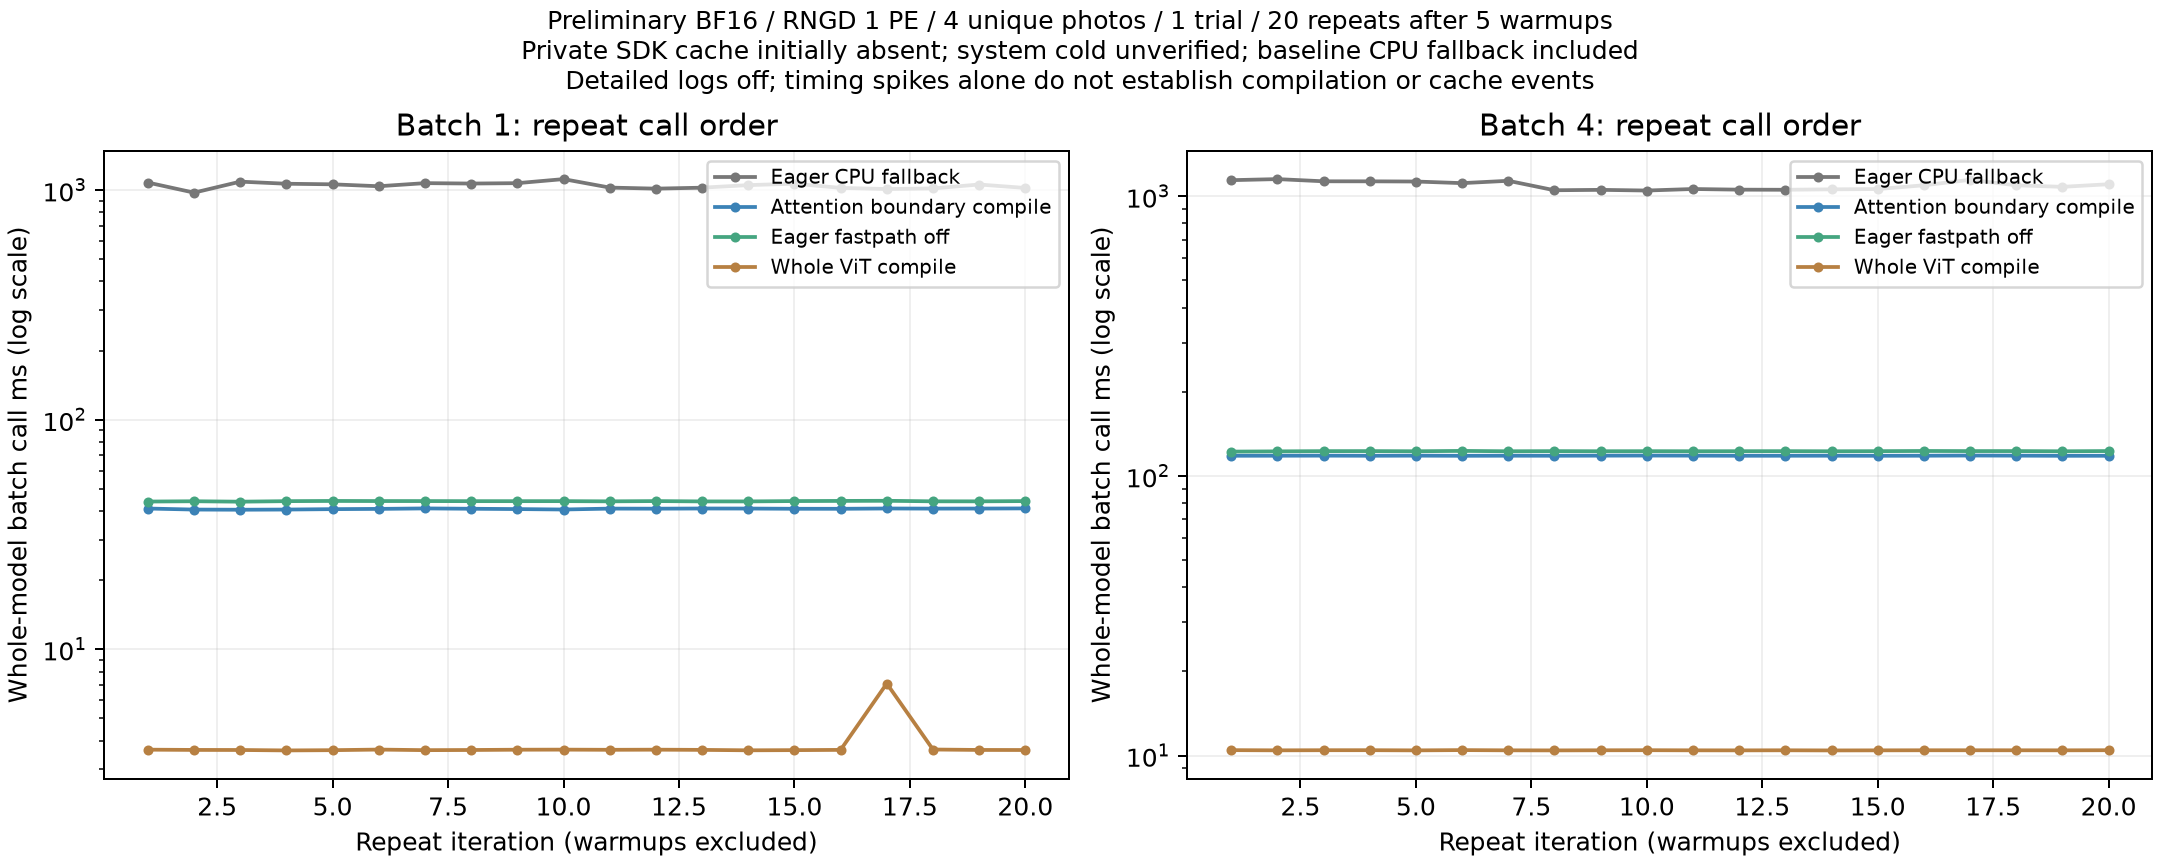 Preliminary BF16 / RNGD 1 PE / 4 unique photos / 1 trial / 20 repeats after 5 warmups
Private SDK cache initially absent; system cold unverified; baseline CPU fallback included
Detailed logs off; timing spikes alone do not establish compilation or cache events
Batch 1: repeat call order
Whole-model batch call ms (log scale)
10³
10²
10¹
Eager CPU fallback
Attention boundary compile
Eager fastpath off
Whole ViT compile
2.5 5.0 7.5 10.0 12.5 15.0 17.5 20.0
Repeat iteration (warmups excluded)
Batch 4: repeat call order
Whole-model batch call ms (log scale)
10³
10²
10¹
Eager CPU fallback
Attention boundary compile
Eager fastpath off
Whole ViT compile
2.5 5.0 7.5 10.0 12.5 15.0 17.5 20.0
Repeat iteration (warmups excluded)